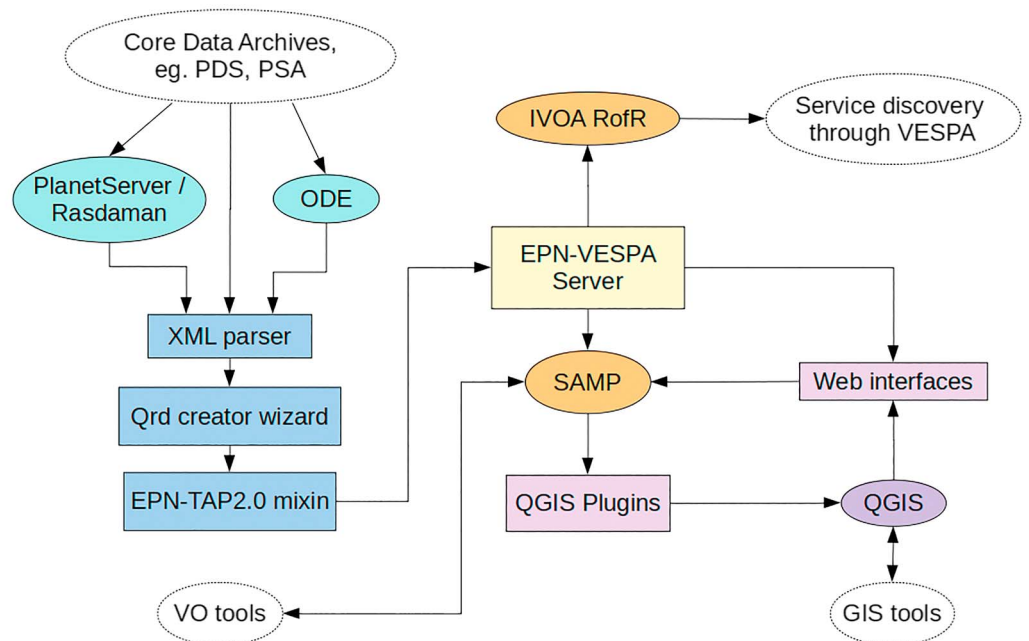 Core Data Archives,
eg. PDS, PSA
IVOA RofR
Service discovery
through VESPA
PlanetServer /
Rasdaman
ODE
EPN-VESPA
Server
XML parser
SAMP
Web interfaces
Qrd creator wizard
EPN-TAP2.0 mixin
QGIS Plugins
QGIS
VO tools
GIS tools